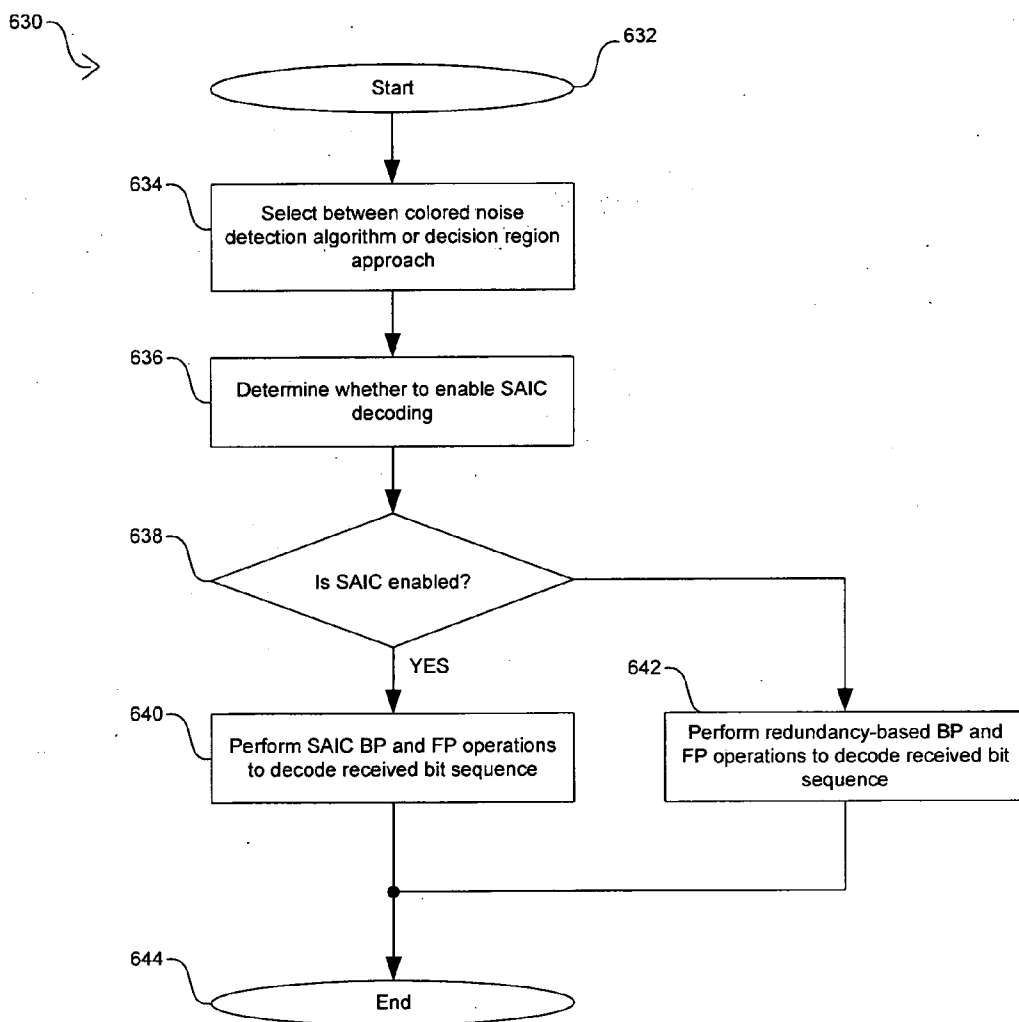 630
632
Start
634
Select between colored noise
detection algorithm or decision region
approach
636
Determine whether to enable SAIC
decoding
638
Is SAIC enabled?
YES
642
640
Perform SAIC BP and FP operations
to decode received bit sequence
Perform redundancy-based BP and
FP operations to decode received bit
sequence
644
End